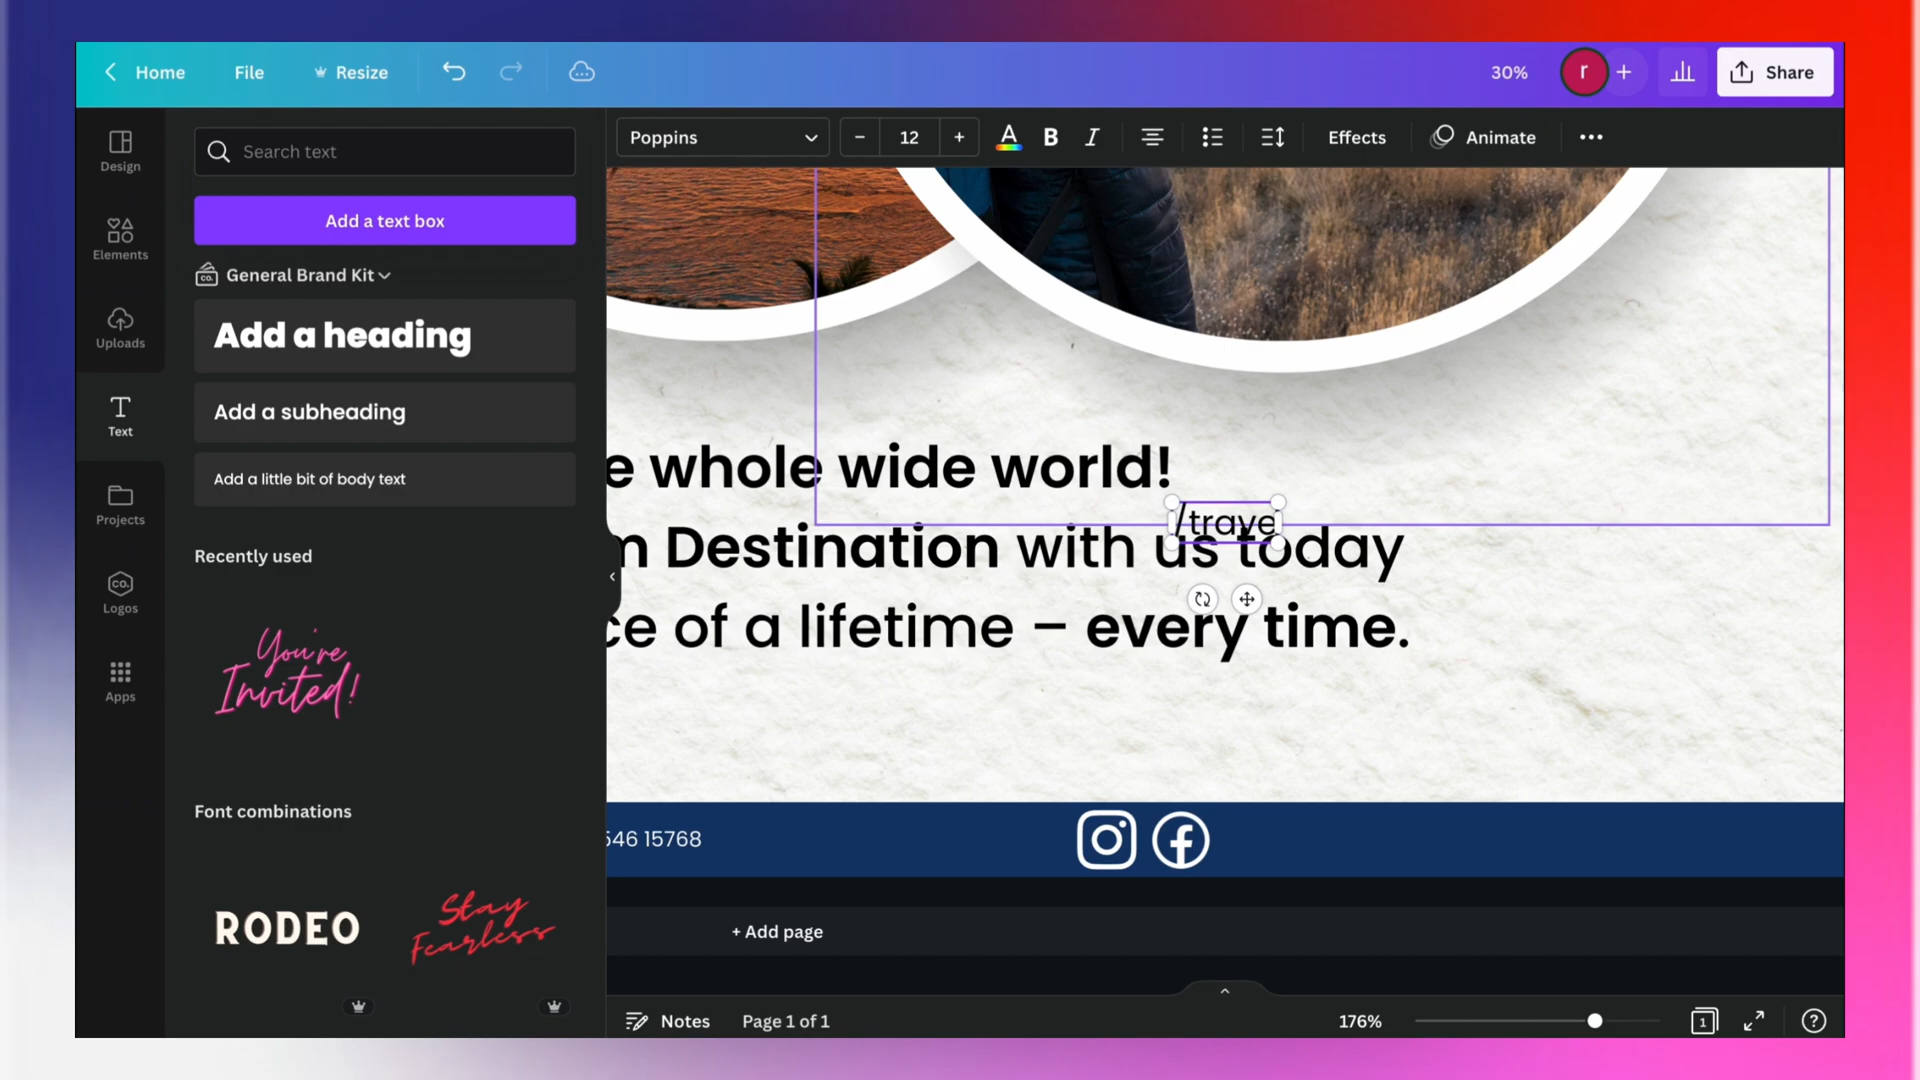 Home
File
Resize
30%
r
+
Share
Design
Elements
Uploads
Text
Projects
Logos
Apps
Search text
Add a text box
CO.
General Brand Kit
Add a heading
Add a subheading
Add a little bit of body text
Recently used
You're
Invited!
Font combinations
RODEO
Stay
Fearless
Poppins
− 12 +
A
B
I
Effects
Animate
e whole wide world!
/trave
m Destination with us today
ce of a lifetime – every time.
546 15768
+ Add page
Notes
Page 1 of 1
176%
1
?
CO.